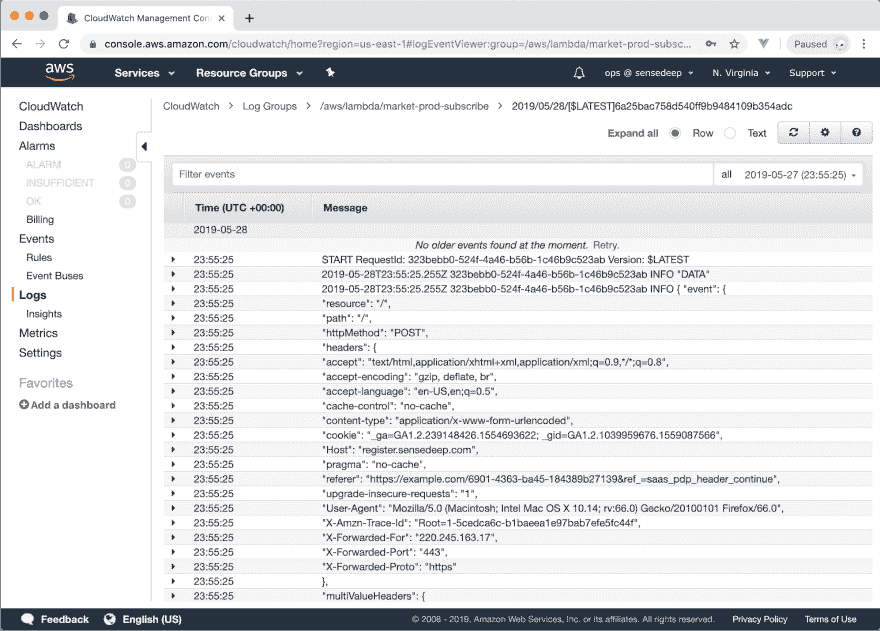 CloudWatch Management Con
console.aws.amazon.com/cloudwatch/home?region=us-east-1#logEventViewer:group=/aws/lambda/market-prod-subsc...
Paused
aws
Services
Resource Groups
ops @ sensedeep
N. Virginia
Support
CloudWatch
Dashboards
Alarms
ALARM 0
INSUFFICIENT 0
OK 0
Billing
Events
Rules
Event Buses
Logs
Insights
Metrics
Settings
Favorites
Add a dashboard
CloudWatch > Log Groups > /aws/lambda/market-prod-subscribe > 2019/05/28/[$LATEST]6a25bac758d540ff9b9484109b354adc
Expand all Row Text
Filter events
all 2019-05-27 (23:55:25)
Time (UTC +00:00) Message
2019-05-28
No older events found at the moment. Retry.
23:55:25 START RequestId: 323bebb0-524f-4a46-b56b-1c46b9c523ab Version: $LATEST
23:55:25 2019-05-28T23:55:25.255Z 323bebb0-524f-4a46-b56b-1c46b9c523ab INFO "DATA"
23:55:25 2019-05-28T23:55:25.255Z 323bebb0-524f-4a46-b56b-1c46b9c523ab INFO { "event": {
23:55:25 "resource": "/",
23:55:25 "path": "/",
23:55:25 "httpMethod": "POST",
23:55:25 "headers": {
23:55:25 "accept": "text/html,application/xhtml+xml,application/xml;q=0.9,*/*;q=0.8",
23:55:25 "accept-encoding": "gzip, deflate, br",
23:55:25 "accept-language": "en-US,en;q=0.5",
23:55:25 "cache-control": "no-cache",
23:55:25 "content-type": "application/x-www-form-urlencoded",
23:55:25 "cookie": "_ga=GA1.2.239148426.1554693622; _gid=GA1.2.1039959676.1559087566",
23:55:25 "Host": "register.sensedeep.com",
23:55:25 "pragma": "no-cache",
23:55:25 "referer": "https://example.com/6901-4363-ba45-184389b27139&ref_=saas_pdp_header_continue",
23:55:25 "upgrade-insecure-requests": "1",
23:55:25 "User-Agent": "Mozilla/5.0 (Macintosh; Intel Mac OS X 10.14; rv:66.0) Gecko/20100101 Firefox/66.0",
23:55:25 "X-Amzn-Trace-Id": "Root=1-5cedca6c-b1baeea1e97bab7efe5fc44f",
23:55:25 "X-Forwarded-For": "220.245.163.17",
23:55:25 "X-Forwarded-Port": "443",
23:55:25 "X-Forwarded-Proto": "https"
23:55:25 },
23:55:25 "multiValueHeaders": {
Feedback
English (US)
© 2008 - 2019, Amazon Web Services, Inc. or its affiliates. All rights reserved.
Privacy Policy
Terms of Use